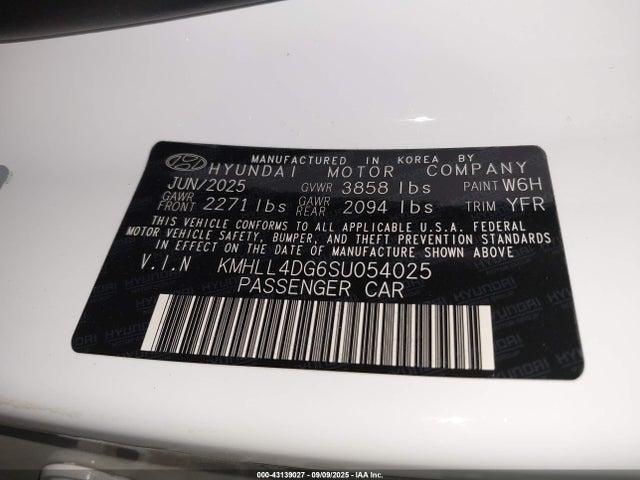 MANUFACTURED IN KOREA BY
HYUNDAI MOTOR COMPANY
JUN/2025 GVWR 3858 lbs PAINT W6H
GAWR FRONT 2271 lbs GAWR REAR 2094 lbs TRIM YFR
THIS VEHICLE CONFORMS TO ALL APPLICABLE U.S.A. FEDERAL
MOTOR VEHICLE SAFETY, BUMPER, AND THEFT PREVENTION STANDARDS
IN EFFECT ON THE DATE OF MANUFACTURE SHOWN ABOVE
V.I.N KMHLL4DG6SU054025
PASSENGER CAR
000-43139027 - 09/09/2025 - IAA Inc.